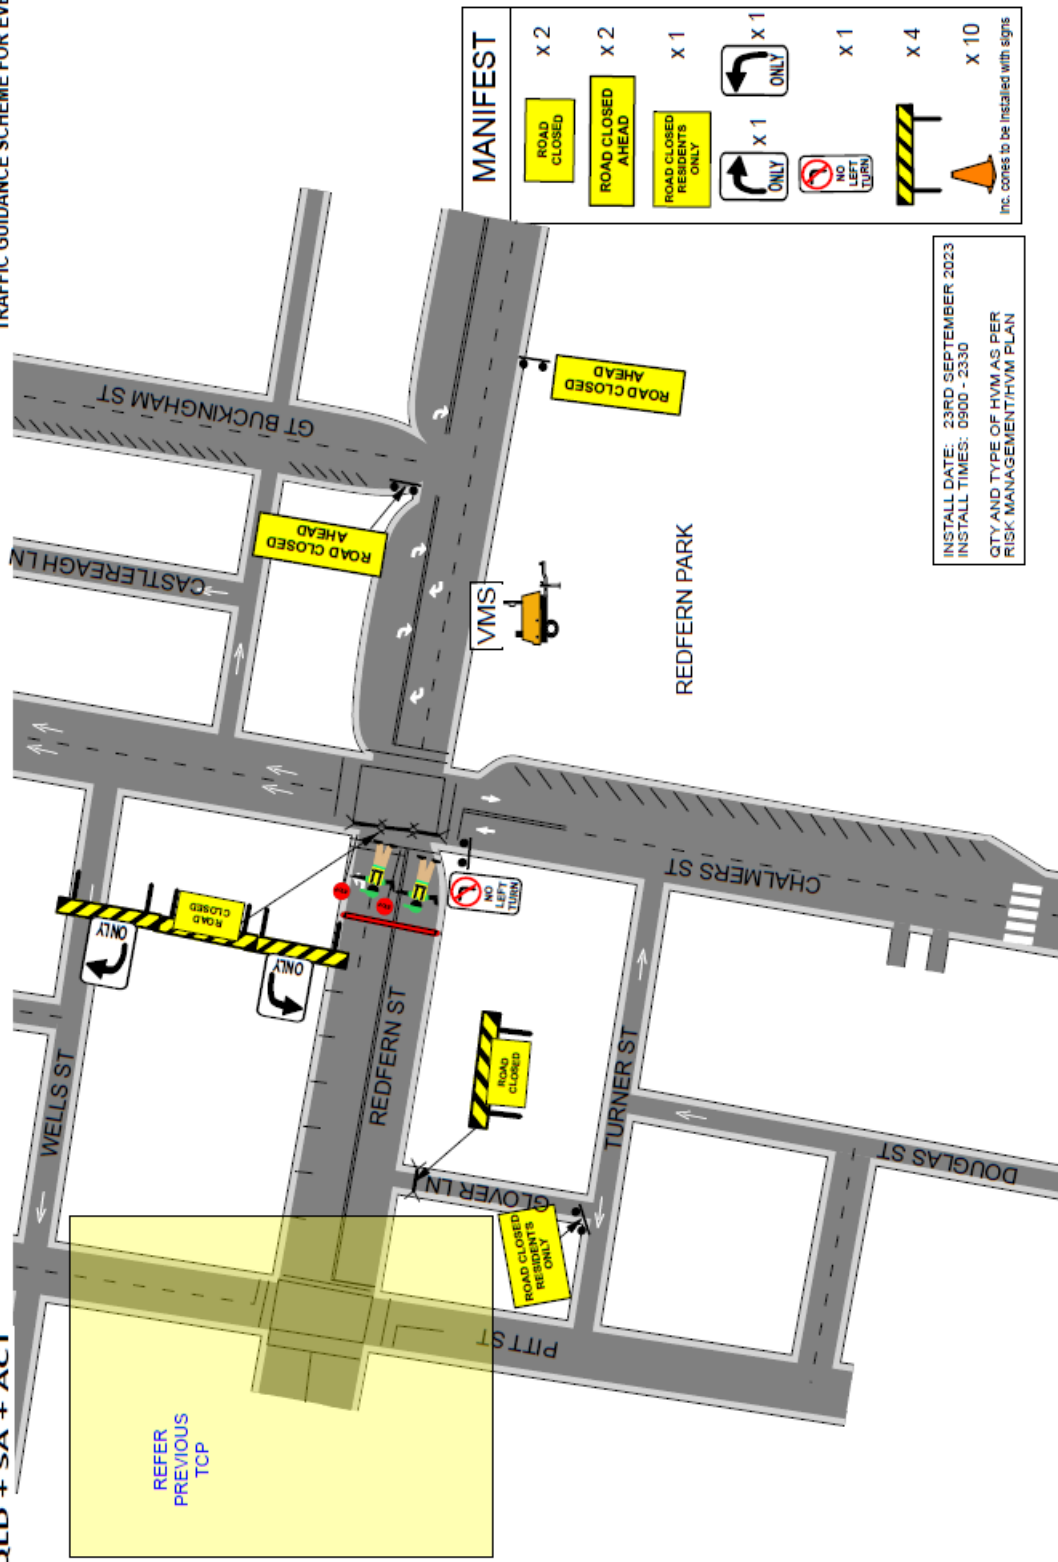 TRAFFIC GUIDANCE SCHEME FOR EVE
QLD + SA + ACT
MANIFEST
ROAD
CLOSED
x 2
ROAD CLOSED
AHEAD
x 2
ROAD CLOSED
RESIDENTS
ONLY
x 1
ONLY
x 1
ONLY
x 1
NO
LEFT
TURN
x 1
x 4
x 10
Inc. cones to be installed with signs
INSTALL DATE: 23RD SEPTEMBER 2023
INSTALL TIMES: 0900 - 2330
QTY AND TYPE OF HVM AS PER
RISK MANAGEMENT/HVM PLAN
GT BUCKINGHAM ST
CASTLEREAGH LN
ROAD CLOSED
AHEAD
ROAD CLOSED
AHEAD
VMS
REDFERN PARK
WELLS ST
ONLY
ROAD
CLOSED
ONLY
REDFERN ST
NO
LEFT
TURN
CHALMERS ST
ROAD
CLOSED
TURNER ST
GLOVER LN
DOUGLAS ST
ROAD CLOSED
RESIDENTS
ONLY
PITT ST
REFER
PREVIOUS
TCP